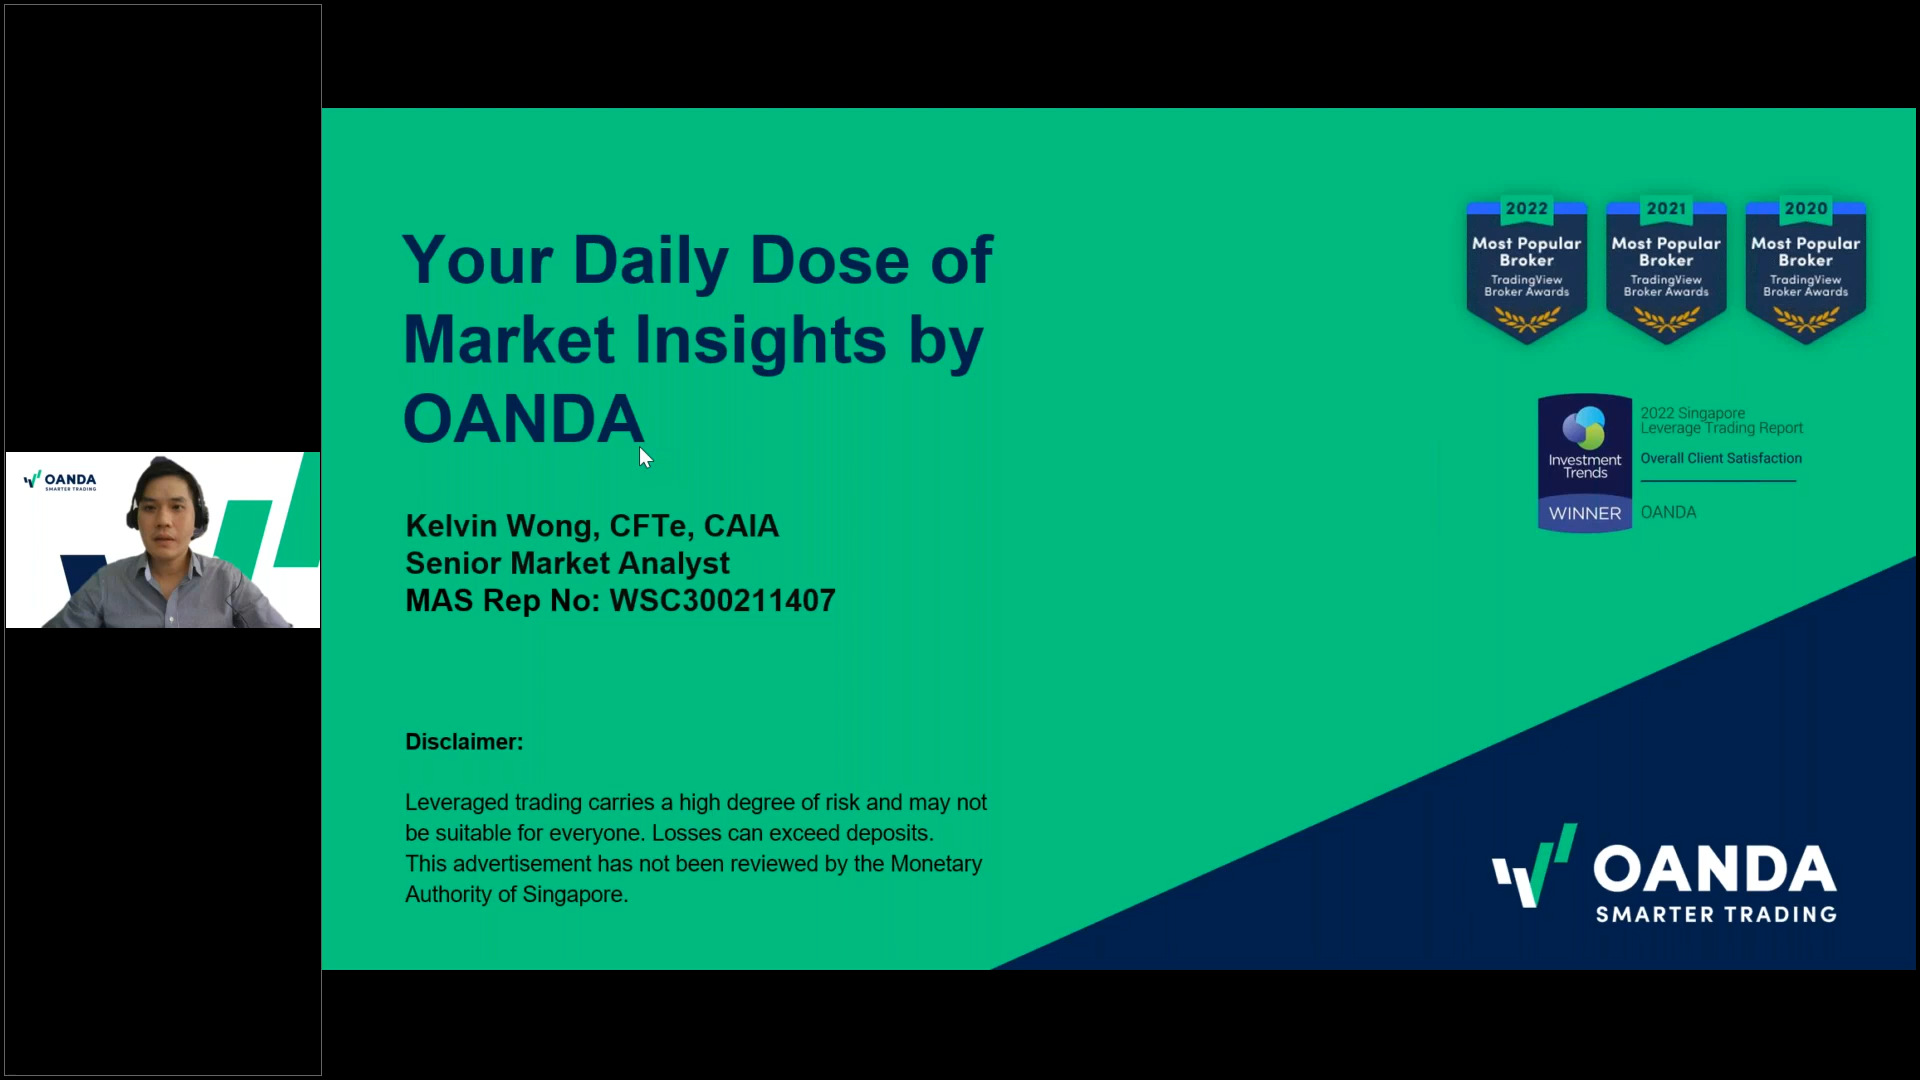 OANDA
SMARTER TRADING
Your Daily Dose of
Market Insights by
OANDA
Kelvin Wong, CFTe, CAIA
Senior Market Analyst
MAS Rep No: WSC300211407
Disclaimer:
Leveraged trading carries a high degree of risk and may not
be suitable for everyone. Losses can exceed deposits.
This advertisement has not been reviewed by the Monetary
Authority of Singapore.
2022
Most Popular
Broker
TradingView
Broker Awards
2021
Most Popular
Broker
TradingView
Broker Awards
2020
Most Popular
Broker
TradingView
Broker Awards
Investment
Trends
WINNER
2022 Singapore
Leverage Trading Report
Overall Client Satisfaction
OANDA
OANDA
SMARTER TRADING